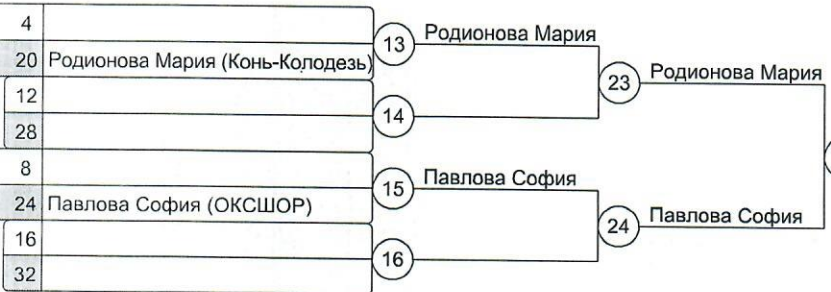 4
13 Родионова Мария
20 Родионова Мария (Конь-Колодезь)
23 Родионова Мария
12
14
28
8
15 Павлова София
24 Павлова София (ОКСШОР)
24 Павлова София
16
16
32